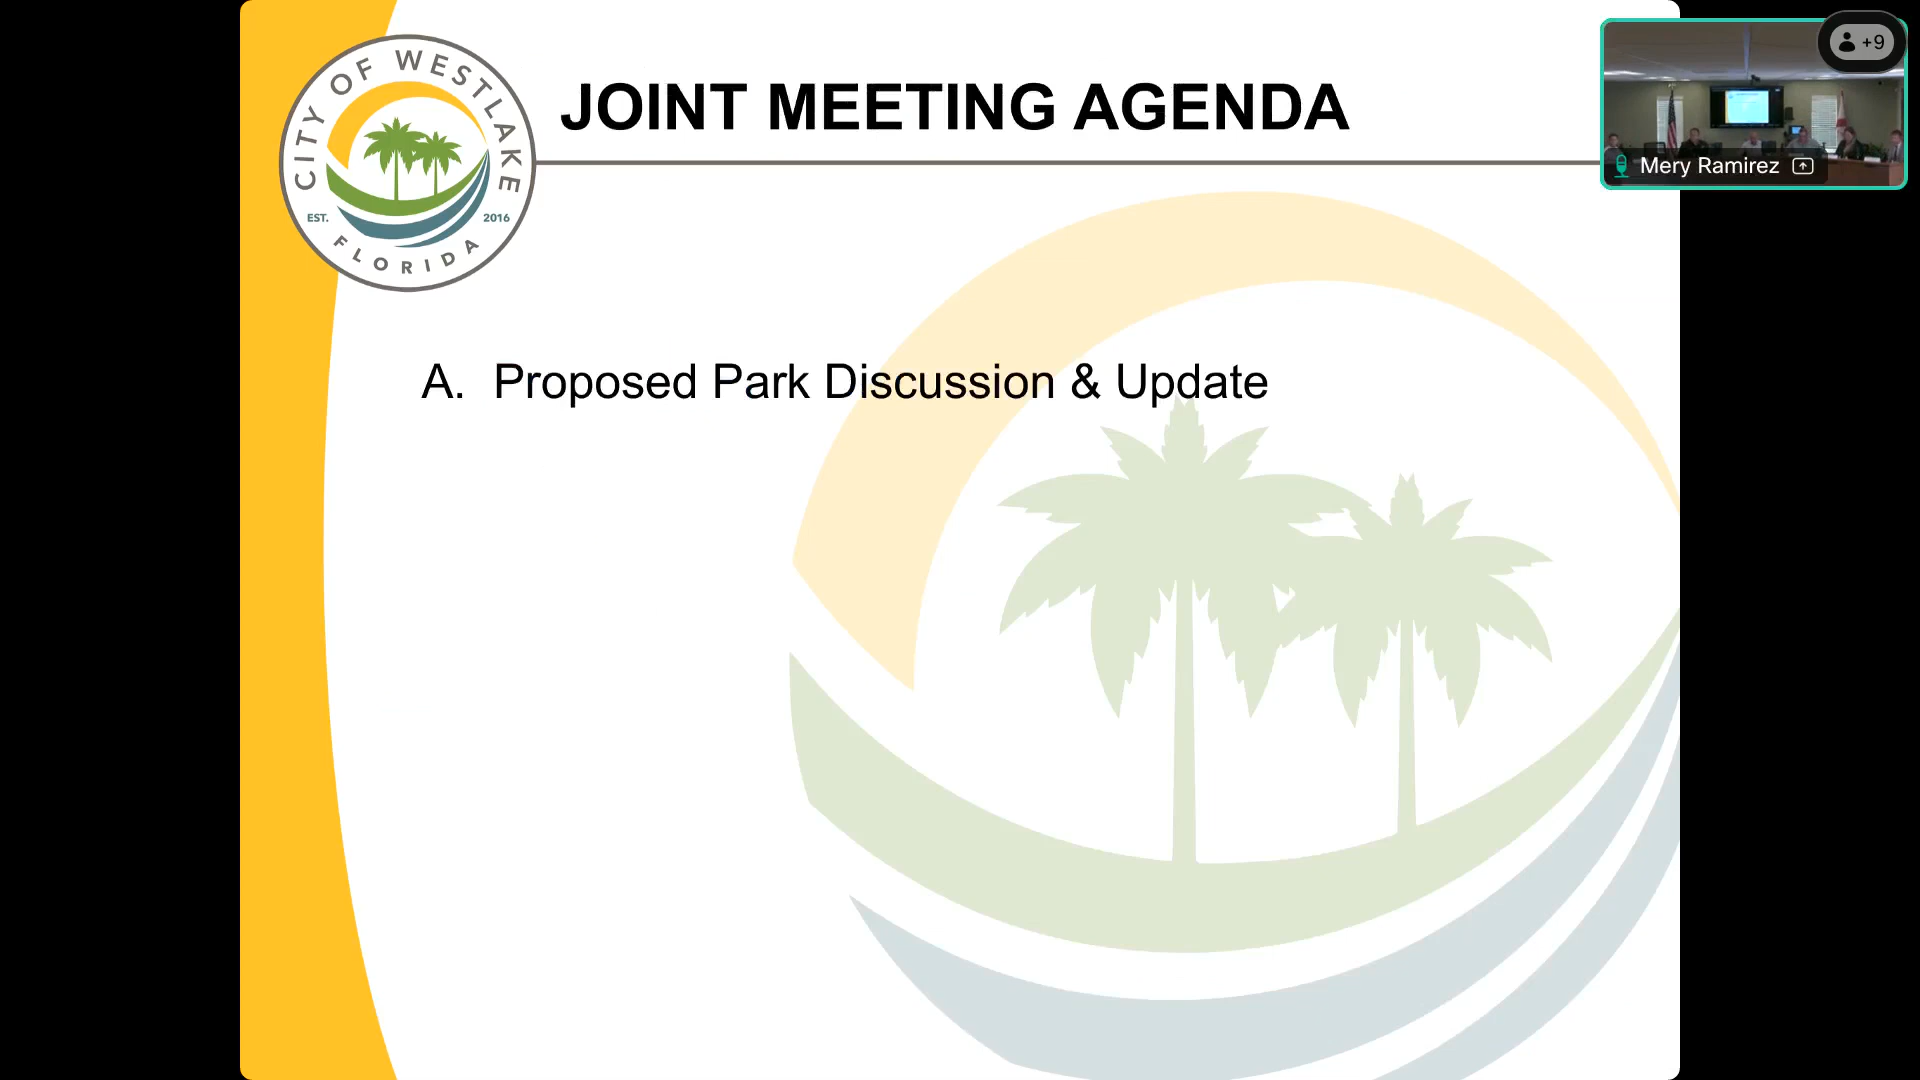 CITY OF WESTLAKE
EST. 2016
FLORIDA
JOINT MEETING AGENDA
+9
Mery Ramirez
A. Proposed Park Discussion & Update